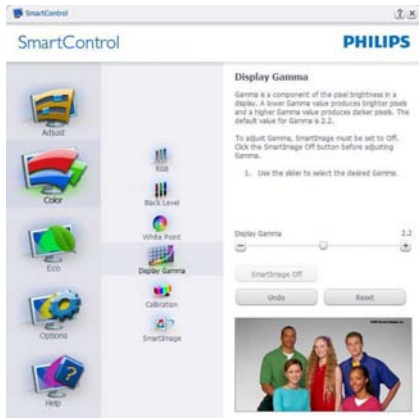 SmartControl
SmartControl
PHILIPS
Adjust
Color
Eco
Options
Help
RGB
Black Level
White Point
Display Gamma
Calibration
SmartImage
Display Gamma
Gamma is a component of the pixel brightness in a
display. A lower Gamma value produces brighter pixels
and a higher Gamma value produces darker pixels. The
default value for Gamma is 2.2.
To adjust Gamma, SmartImage must be set to Off.
Click the SmartImage Off button before adjusting
Gamma.
1. Use the slider to select the desired Gamma.
Display Gamma 2.2
SmartImage Off
Undo Reset